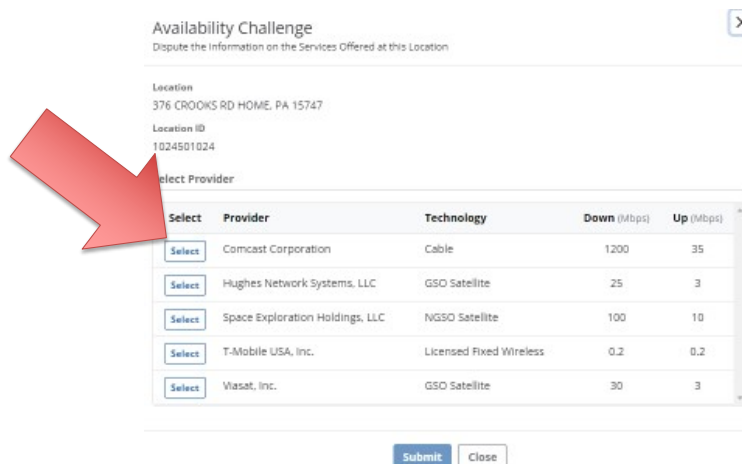 Availability Challenge
Dispute the Information on the Services Offered at this Location
Location
376 CROOKS RD HOME, PA 15747
Location ID
1024501024
elect Provider
Select Provider Technology Down (Mbps) Up (Mbps)
Select Comcast Corporation Cable 1200 35
Select Hughes Network Systems, LLC GSO Satellite 25 3
Select Space Exploration Holdings, LLC NGSO Satellite 100 10
Select T-Mobile USA, Inc. Licensed Fixed Wireless 0.2 0.2
Select Viasat, Inc. GSO Satellite 30 3
Submit Close